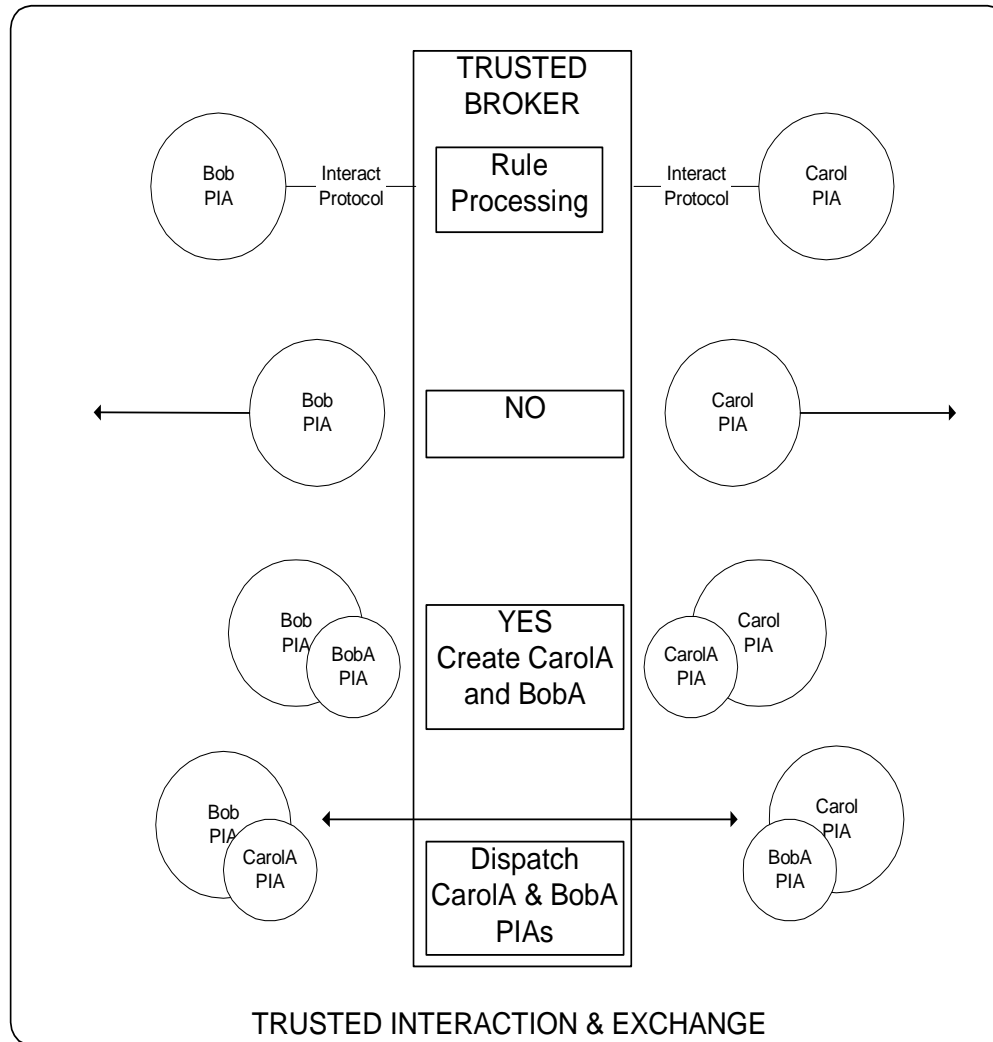 TRUSTED
BROKER
Bob
PIA
Interact
Protocol
Rule
Processing
Interact
Protocol
Carol
PIA
Bob
PIA
NO
Carol
PIA
Bob
PIA
BobA
PIA
YES
Create CarolA
and BobA
CarolA
PIA
Carol
PIA
Bob
PIA
CarolA
PIA
Dispatch
CarolA & BobA
PIAs
Carol
PIA
BobA
PIA
TRUSTED INTERACTION & EXCHANGE